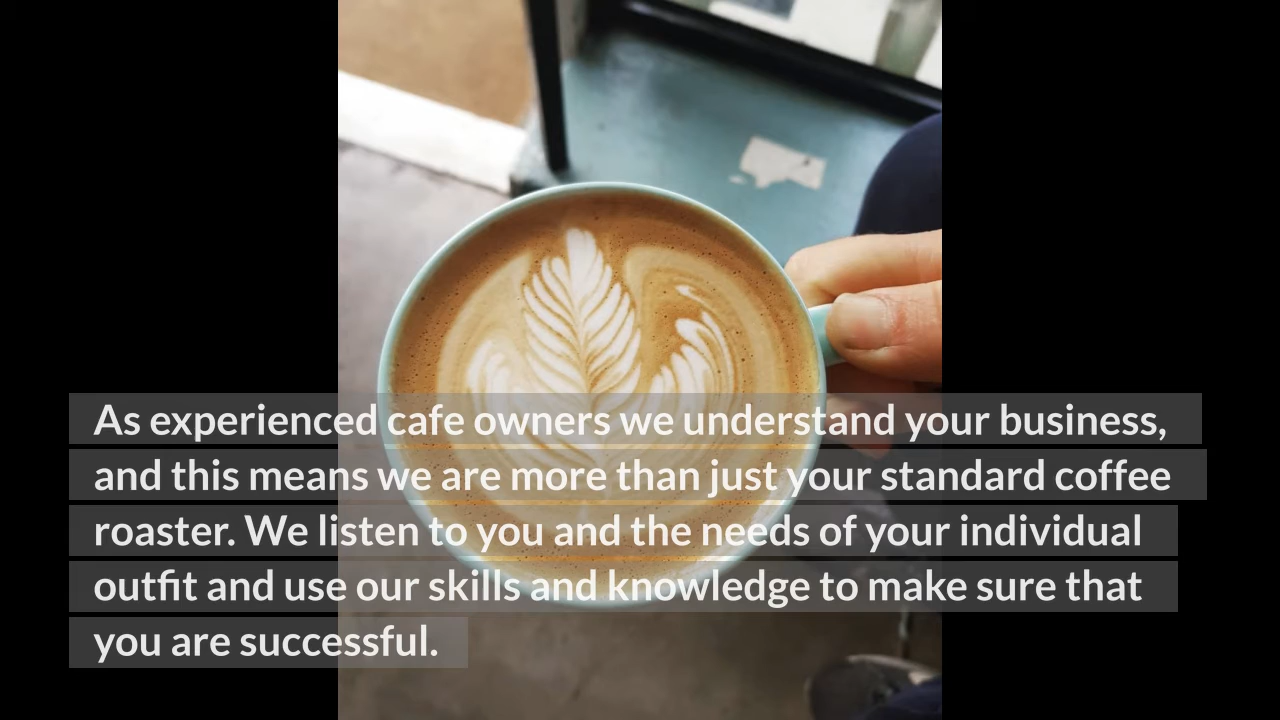 As experienced cafe owners we understand your business,
and this means we are more than just your standard coffee
roaster. We listen to you and the needs of your individual
outfit and use our skills and knowledge to make sure that
you are successful.